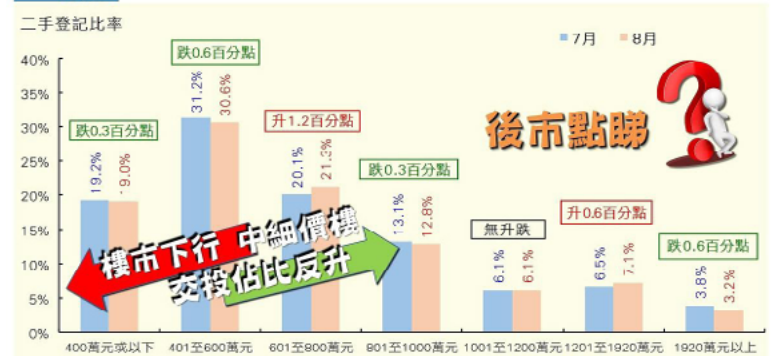 二手登記比率
7月 8月
40%
35%
30%
25%
20%
15%
10%
5%
0%
跌0.3百分點
跌0.6百分點
升1.2百分點
跌0.3百分點
無升跌
升0.6百分點
跌0.6百分點
19.2%
19.0%
31.2%
30.6%
20.1%
21.3%
13.1%
12.8%
6.1%
6.1%
6.5%
7.1%
3.8%
3.2%
後市點睇
樓市下行 中細價樓
交投佔比反升
400萬元或以下 401至600萬元 601至800萬元 801至1000萬元 1001至1200萬元 1201至1920萬元 1920萬元以上